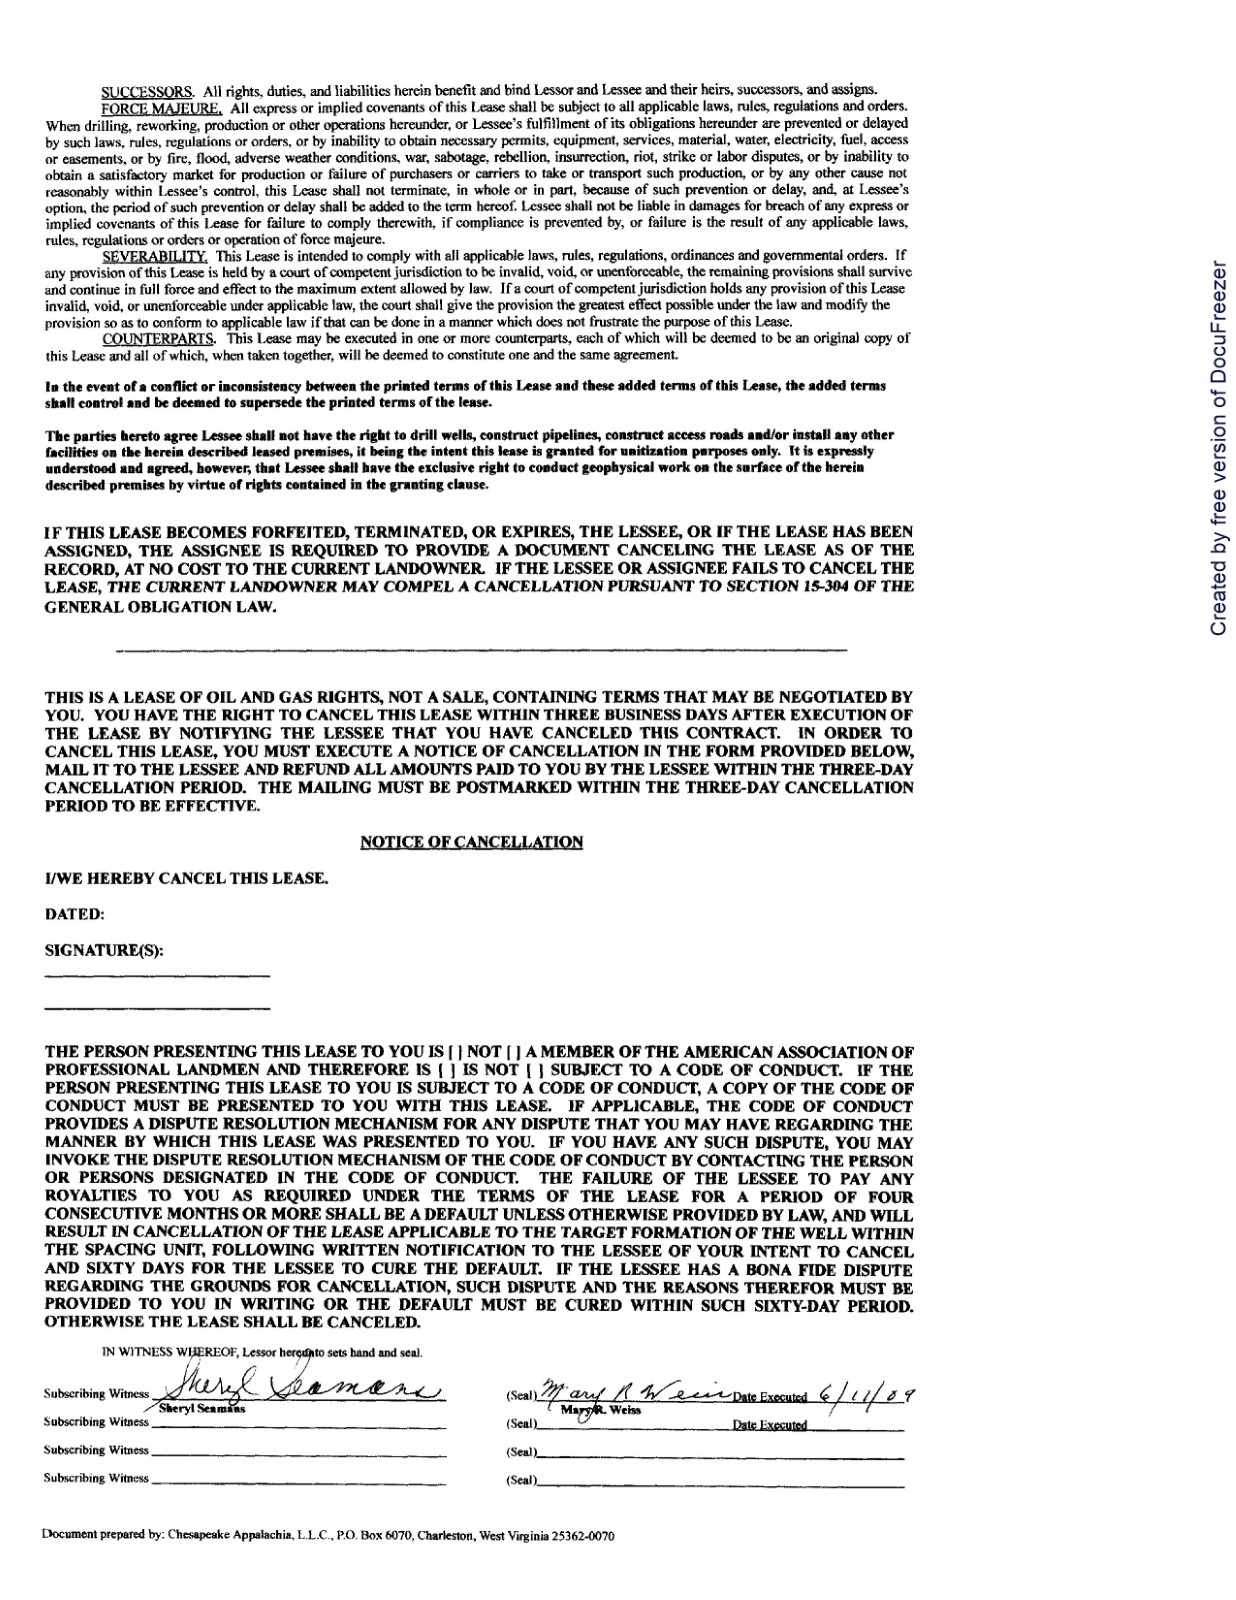 SUCCESSORS. All rights, duties, and liabilities herein benefit and bind Lessor and Lessee and their heirs, successors, and assigns.
FORCE MAJEURE. All express or implied covenants of this Lease shall be subject to all applicable laws, rules, regulations and orders.
When drilling, reworking, production or other operations hereunder, or Lessee's fulfillment of its obligations hereunder are prevented or delayed
by such laws, rules, regulations or orders, or by inability to obtain necessary permits, equipment, services, material, water, electricity, fuel, access
or easements, or by fire, flood, adverse weather conditions, war, sabotage, rebellion, insurrection, riot, strike or labor disputes, or by inability to
obtain a satisfactory market for production or failure of purchasers or carriers to take or transport such production, or by any other cause not
reasonably within Lessee's control, this Lease shall not terminate, in whole or in part, because of such prevention or delay, and, at Lessee's
option, the period of such prevention or delay shall be added to the term hereof. Lessee shall not be liable in damages for breach of any express or
implied covenants of this Lease for failure to comply therewith, if compliance is prevented by, or failure is the result of any applicable laws,
rules, regulations or orders or operation of force majeure.
SEVERABILITY. This Lease is intended to comply with all applicable laws, rules, regulations, ordinances and governmental orders. If
any provision of this Lease is held by a court of competent jurisdiction to be invalid, void, or unenforceable, the remaining provisions shall survive
and continue in full force and effect to the maximum extent allowed by law. If a court of competent jurisdiction holds any provision of this Lease
invalid, void, or unenforceable under applicable law, the court shall give the provision the greatest effect possible under the law and modify the
provision so as to conform to applicable law if that can be done in a manner which does not frustrate the purpose of this Lease.
COUNTERPARTS. This Lease may be executed in one or more counterparts, each of which will be deemed to be an original copy of
this Lease and all of which, when taken together, will be deemed to constitute one and the same agreement.
In the event of a conflict or inconsistency between the printed terms of this Lease and these added terms of this Lease, the added terms
shall control and be deemed to supersede the printed terms of the lease.
The parties hereto agree Lessee shall not have the right to drill wells, construct pipelines, construct access roads and/or install any other
facilities on the herein described leased premises, it being the intent this lease is granted for unitization purposes only. It is expressly
understood and agreed, however, that Lessee shall have the exclusive right to conduct geophysical work on the surface of the herein
described premises by virtue of rights contained in the granting clause.
IF THIS LEASE BECOMES FORFEITED, TERMINATED, OR EXPIRES, THE LESSEE, OR IF THE LEASE HAS BEEN
ASSIGNED, THE ASSIGNEE IS REQUIRED TO PROVIDE A DOCUMENT CANCELING THE LEASE AS OF THE
RECORD, AT NO COST TO THE CURRENT LANDOWNER. IF THE LESSEE OR ASSIGNEE FAILS TO CANCEL THE
LEASE, THE CURRENT LANDOWNER MAY COMPEL A CANCELLATION PURSUANT TO SECTION 15-304 OF THE
GENERAL OBLIGATION LAW.
THIS IS A LEASE OF OIL AND GAS RIGHTS, NOT A SALE, CONTAINING TERMS THAT MAY BE NEGOTIATED BY
YOU. YOU HAVE THE RIGHT TO CANCEL THIS LEASE WITHIN THREE BUSINESS DAYS AFTER EXECUTION OF
THE LEASE BY NOTIFYING THE LESSEE THAT YOU HAVE CANCELED THIS CONTRACT. IN ORDER TO
CANCEL THIS LEASE, YOU MUST EXECUTE A NOTICE OF CANCELLATION IN THE FORM PROVIDED BELOW,
MAIL IT TO THE LESSEE AND REFUND ALL AMOUNTS PAID TO YOU BY THE LESSEE WITHIN THE THREE-DAY
CANCELLATION PERIOD. THE MAILING MUST BE POSTMARKED WITHIN THE THREE-DAY CANCELLATION
PERIOD TO BE EFFECTIVE.
NOTICE OF CANCELLATION
I/WE HEREBY CANCEL THIS LEASE.
DATED:
SIGNATURE(S):
THE PERSON PRESENTING THIS LEASE TO YOU IS [ ] NOT [ ] A MEMBER OF THE AMERICAN ASSOCIATION OF
PROFESSIONAL LANDMEN AND THEREFORE IS [ ] IS NOT [ ] SUBJECT TO A CODE OF CONDUCT. IF THE
PERSON PRESENTING THIS LEASE TO YOU IS SUBJECT TO A CODE OF CONDUCT, A COPY OF THE CODE OF
CONDUCT MUST BE PRESENTED TO YOU WITH THIS LEASE. IF APPLICABLE, THE CODE OF CONDUCT
PROVIDES A DISPUTE RESOLUTION MECHANISM FOR ANY DISPUTE THAT YOU MAY HAVE REGARDING THE
MANNER BY WHICH THIS LEASE WAS PRESENTED TO YOU. IF YOU HAVE ANY SUCH DISPUTE, YOU MAY
INVOKE THE DISPUTE RESOLUTION MECHANISM OF THE CODE OF CONDUCT BY CONTACTING THE PERSON
OR PERSONS DESIGNATED IN THE CODE OF CONDUCT. THE FAILURE OF THE LESSEE TO PAY ANY
ROYALTIES TO YOU AS REQUIRED UNDER THE TERMS OF THE LEASE FOR A PERIOD OF FOUR
CONSECUTIVE MONTHS OR MORE SHALL BE A DEFAULT UNLESS OTHERWISE PROVIDED BY LAW, AND WILL
RESULT IN CANCELLATION OF THE LEASE APPLICABLE TO THE TARGET FORMATION OF THE WELL WITHIN
THE SPACING UNIT, FOLLOWING WRITTEN NOTIFICATION TO THE LESSEE OF YOUR INTENT TO CANCEL
AND SIXTY DAYS FOR THE LESSEE TO CURE THE DEFAULT. IF THE LESSEE HAS A BONA FIDE DISPUTE
REGARDING THE GROUNDS FOR CANCELLATION, SUCH DISPUTE AND THE REASONS THEREFOR MUST BE
PROVIDED TO YOU IN WRITING OR THE DEFAULT MUST BE CURED WITHIN SUCH SIXTY-DAY PERIOD.
OTHERWISE THE LEASE SHALL BE CANCELED.
IN WITNESS WHEREOF, Lessor hereunto sets hand and seal.
Subscribing Witness Sheryl Seamans (Seal) Mary R Weiss Date Executed 6/11/09
Sheryl Seamans Mary R. Weiss
Subscribing Witness (Seal) Date Executed
Subscribing Witness (Seal)
Subscribing Witness (Seal)
Document prepared by: Chesapeake Appalachia, L.L.C., P.O. Box 6070, Charleston, West Virginia 25362-0070
Created by free version of DocuFreezer